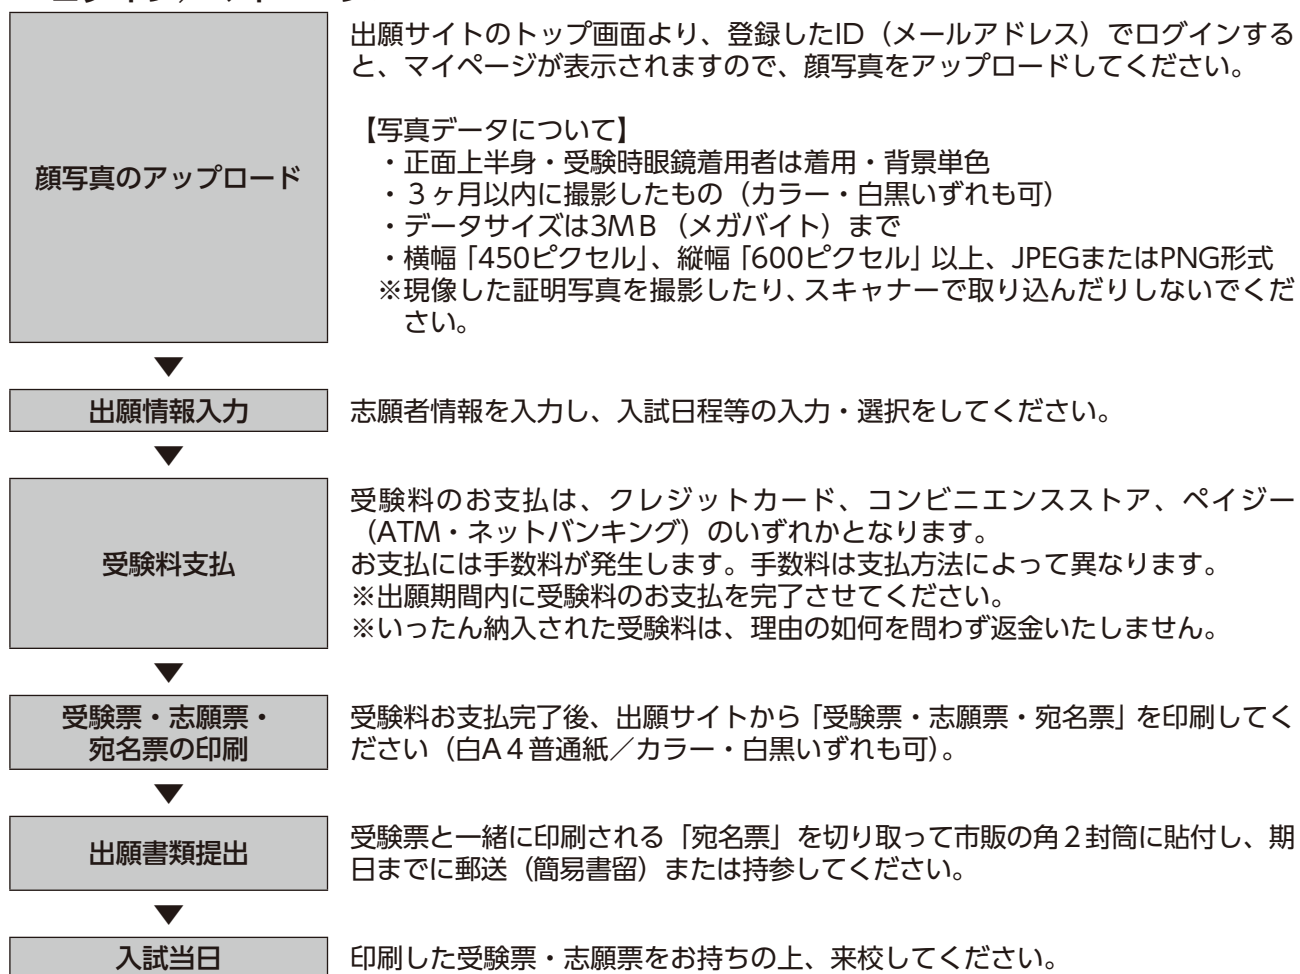 顔写真のアップロード
出願サイトのトップ画面より、登録したID（メールアドレス）でログインする
と、マイページが表示されますので、顔写真をアップロードしてください。
【写真データについて】
・正面上半身・受験時眼鏡着用者は着用・背景単色
・３ヶ月以内に撮影したもの（カラー・白黒いずれも可）
・データサイズは3MB（メガバイト）まで
・横幅「450ピクセル」、縦幅「600ピクセル」以上、JPEGまたはPNG形式
※現像した証明写真を撮影したり、スキャナーで取り込んだりしないでくだ
さい。
▼
出願情報入力
志願者情報を入力し、入試日程等の入力・選択をしてください。
▼
受験料支払
受験料のお支払は、クレジットカード、コンビニエンスストア、ペイジー
（ATM・ネットバンキング）のいずれかとなります。
お支払には手数料が発生します。手数料は支払方法によって異なります。
※出願期間内に受験料のお支払を完了させてください。
※いったん納入された受験料は、理由の如何を問わず返金いたしません。
▼
受験票・志願票・
宛名票の印刷
受験料お支払完了後、出願サイトから「受験票・志願票・宛名票」を印刷してく
ださい（白A４普通紙／カラー・白黒いずれも可）。
▼
出願書類提出
受験票と一緒に印刷される「宛名票」を切り取って市販の角２封筒に貼付し、期
日までに郵送（簡易書留）または持参してください。
▼
入試当日
印刷した受験票・志願票をお持ちの上、来校してください。